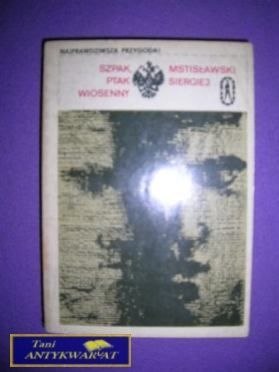 NAJPRAWDZIWSZA PRZYGODA!
SZPAK MSTISŁAWSKI
PTAK SIERGIEJ
WIOSENNY
Tani
ANTYKWARIAT